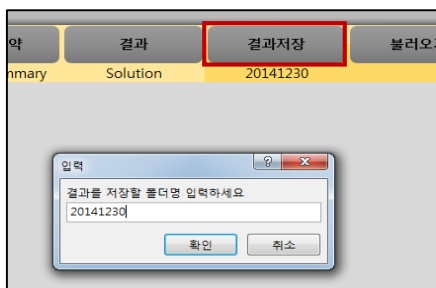 약 결과 결과저장 불러오
mmary Solution 20141230
입력
결과를 저장할 폴더명 입력하세요
20141230
확인 취소